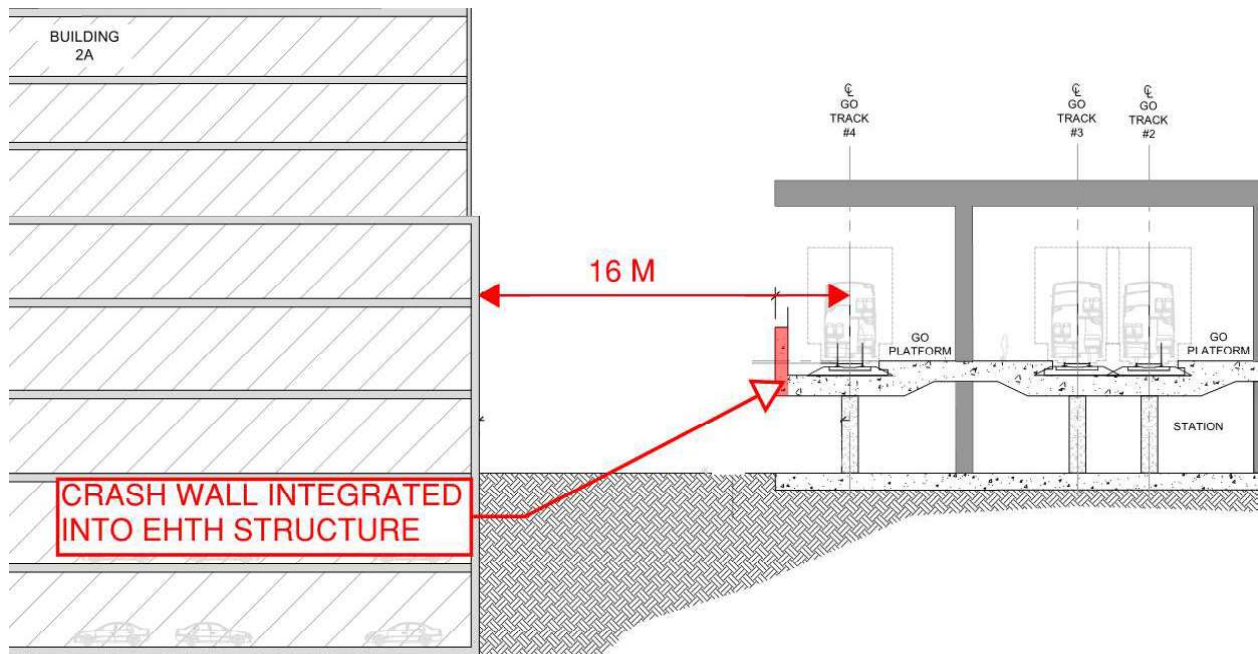 BUILDING
2A
℄
GO
TRACK
#4
℄
GO
TRACK
#3
℄
GO
TRACK
#2
16 M
GO
PLATFORM
GO
PLATFORM
STATION
CRASH WALL INTEGRATED
INTO EHTH STRUCTURE